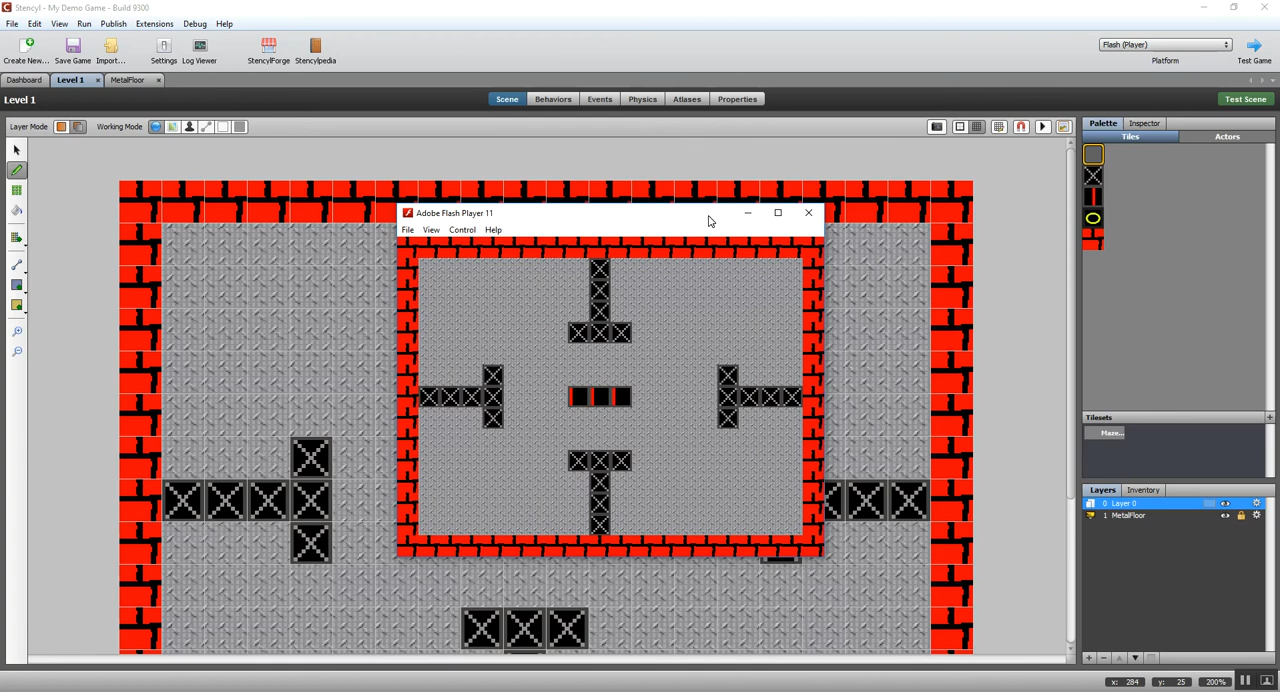 Stencyl - My Demo Game - Build 9300
File Edit View Run Publish Extensions Debug Help
Create New... Save Game Import... Settings Log Viewer StencylForge Stencylpedia
Flash (Player)
Platform
Test Game
Dashboard Level 1 MetalFloor
Level 1
Scene Behaviors Events Physics Atlases Properties
Test Scene
Layer Mode Working Mode
Palette Inspector
Tiles Actors
Adobe Flash Player 11
File View Control Help
Tilesets
Maze...
Layers Inventory
0 Layer 0
1 MetalFloor
x: 284 y: 25 200%